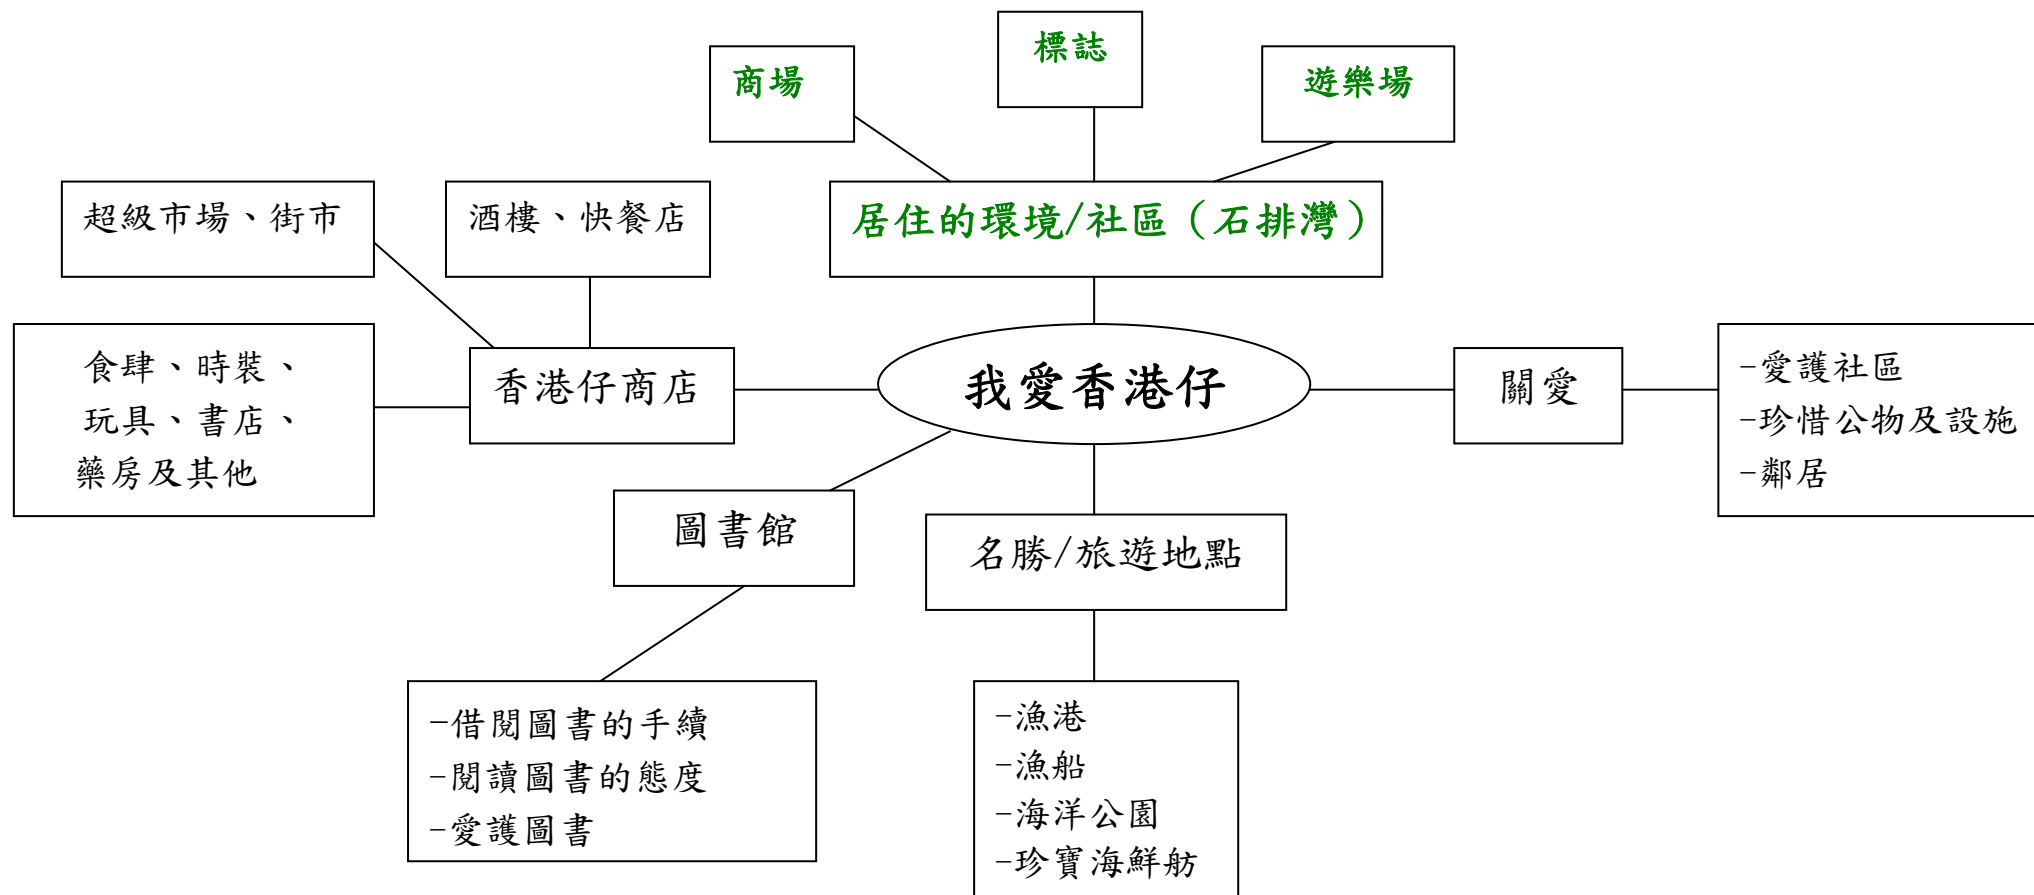 標誌
商場
遊樂場
超級市場、街市
酒樓、快餐店
居住的環境/社區（石排灣）
食肆、時裝、
玩具、書店、
藥房及其他
香港仔商店
我愛香港仔
關愛
-愛護社區
-珍惜公物及設施
-鄰居
圖書館
名勝/旅遊地點
-借閱圖書的手續
-閱讀圖書的態度
-愛護圖書
-漁港
-漁船
-海洋公園
-珍寶海鮮舫